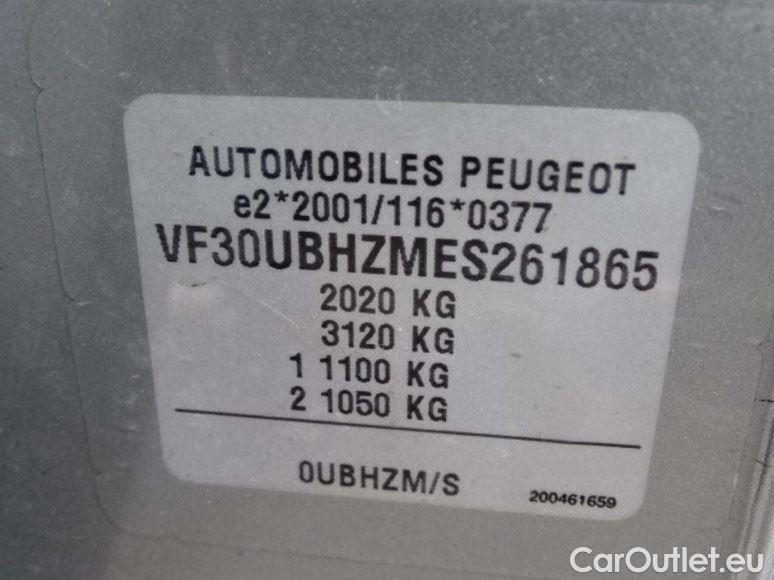 AUTOMOBILES PEUGEOT
e2*2001/116*0377
VF30UBHZMES261865
2020 KG
3120 KG
1 1100 KG
2 1050 KG
0UBHZM/S
200461659
CarOutlet.eu